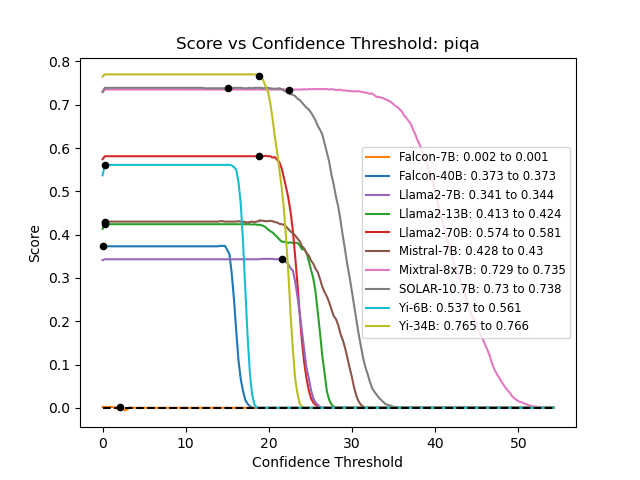 Score vs Confidence Threshold: piqa
0.8
0.7
0.6
0.5
0.4
0.3
0.2
0.1
0.0
Score
Falcon-7B: 0.002 to 0.001
Falcon-40B: 0.373 to 0.373
Llama2-7B: 0.341 to 0.344
Llama2-13B: 0.413 to 0.424
Llama2-70B: 0.574 to 0.581
Mistral-7B: 0.428 to 0.43
Mixtral-8x7B: 0.729 to 0.735
SOLAR-10.7B: 0.73 to 0.738
Yi-6B: 0.537 to 0.561
Yi-34B: 0.765 to 0.766
0 10 20 30 40 50
Confidence Threshold